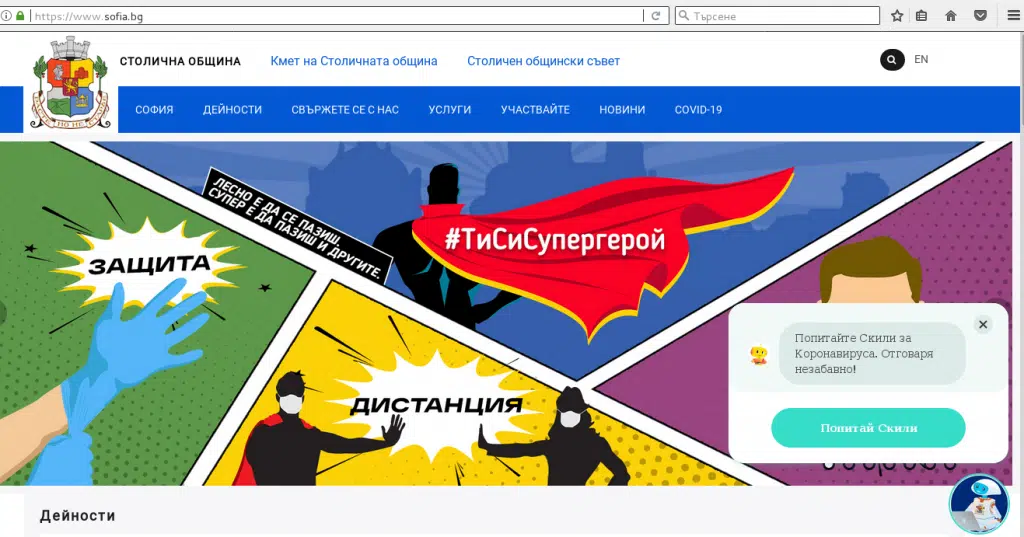 https://www.sofia.bg
Търсене
СТОЛИЧНА ОБЩИНА
Кмет на Столичната община
Столичен общински съвет
EN
СОФИЯ
ДЕЙНОСТИ
СВЪРЖЕТЕ СЕ С НАС
УСЛУГИ
УЧАСТВАЙТЕ
НОВИНИ
COVID-19
ЛЕСНО Е ДА СЕ ПАЗИШ.
СУПЕР Е ДА ПАЗИШ И ДРУГИТЕ.
#ТиСиСупергерой
ЗАЩИТА
ДИСТАНЦИЯ
Попитайте Скили за
Коронавируса. Отговаря
незабавно!
Попитай Скили
Дейности